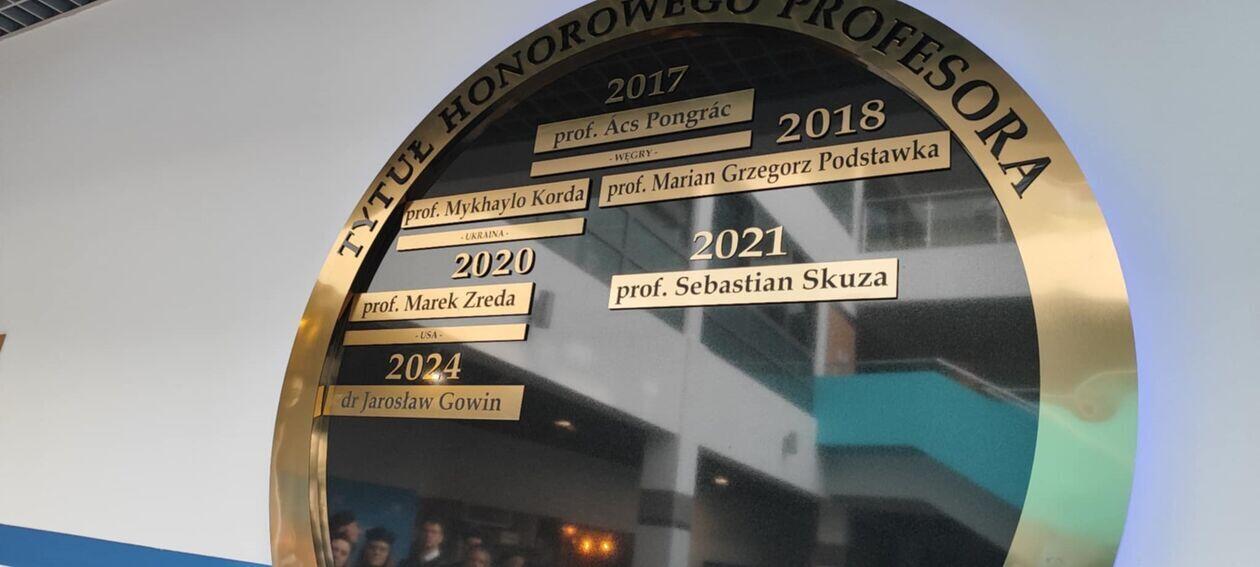 TYTUŁ HONOROWEGO PROFESORA
2017
prof. Ács Pongrác
- WĘGRY -
2018
prof. Marian Grzegorz Podstawka
prof. Mykhaylo Korda
- UKRAINA -
2020
prof. Marek Zreda
- USA -
2021
prof. Sebastian Skuza
2024
dr Jarosław Gowin